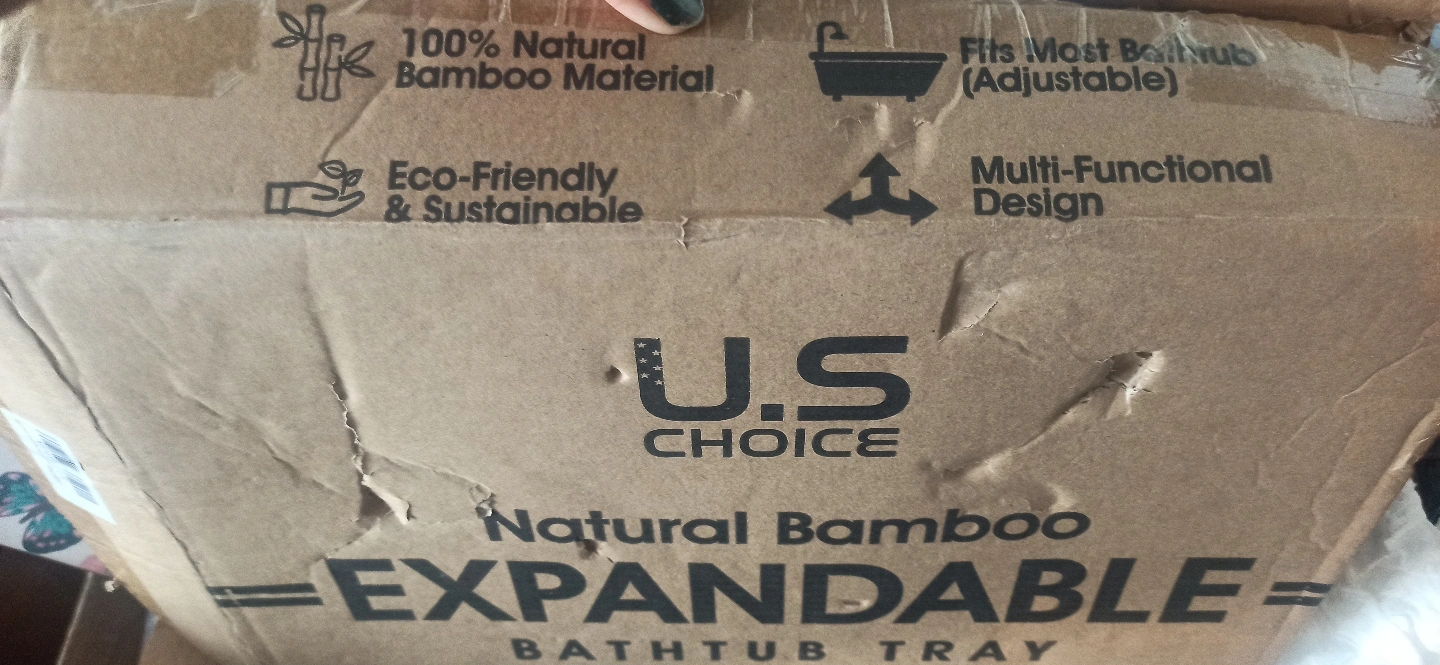 100% Natural
Bamboo Material
Fits Most Bathtub
(Adjustable)
Eco-Friendly
& Sustainable
Multi-Functional
Design
U.S
CHOICE
Natural Bamboo
EXPANDABLE
BATHTUB TRAY